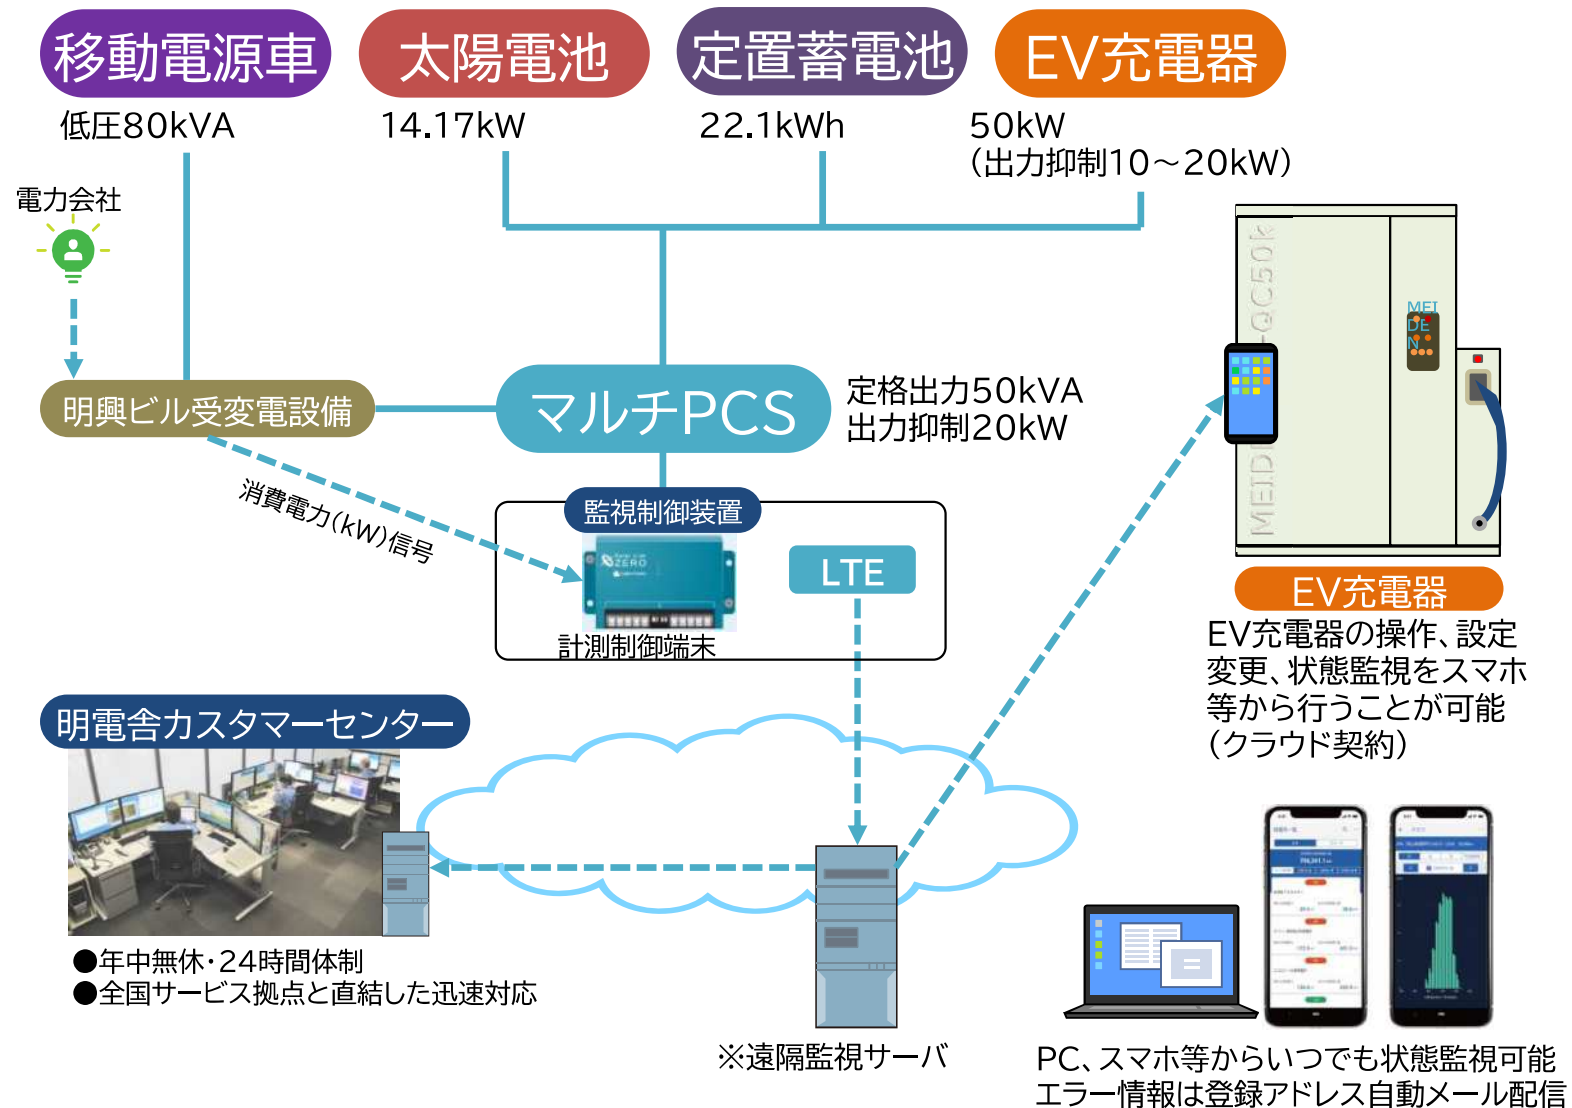 移動電源車
太陽電池
定置蓄電池
EV充電器
低圧80kVA
14.17kW
22.1kWh
50kW
（出力抑制10～20kW）
電力会社
明興ビル受変電設備
マルチPCS
定格出力50kVA
出力抑制20kW
消費電力(kW)信号
監視制御装置
ZERO
LTE
計測制御端末
QC50k
MEI
DE
N
MEID
EV充電器
EV充電器の操作、設定
変更、状態監視をスマホ
等から行うことが可能
（クラウド契約）
明電舎カスタマーセンター
●年中無休・24時間体制
●全国サービス拠点と直結した迅速対応
※遠隔監視サーバ
PC、スマホ等からいつでも状態監視可能
エラー情報は登録アドレス自動メール配信